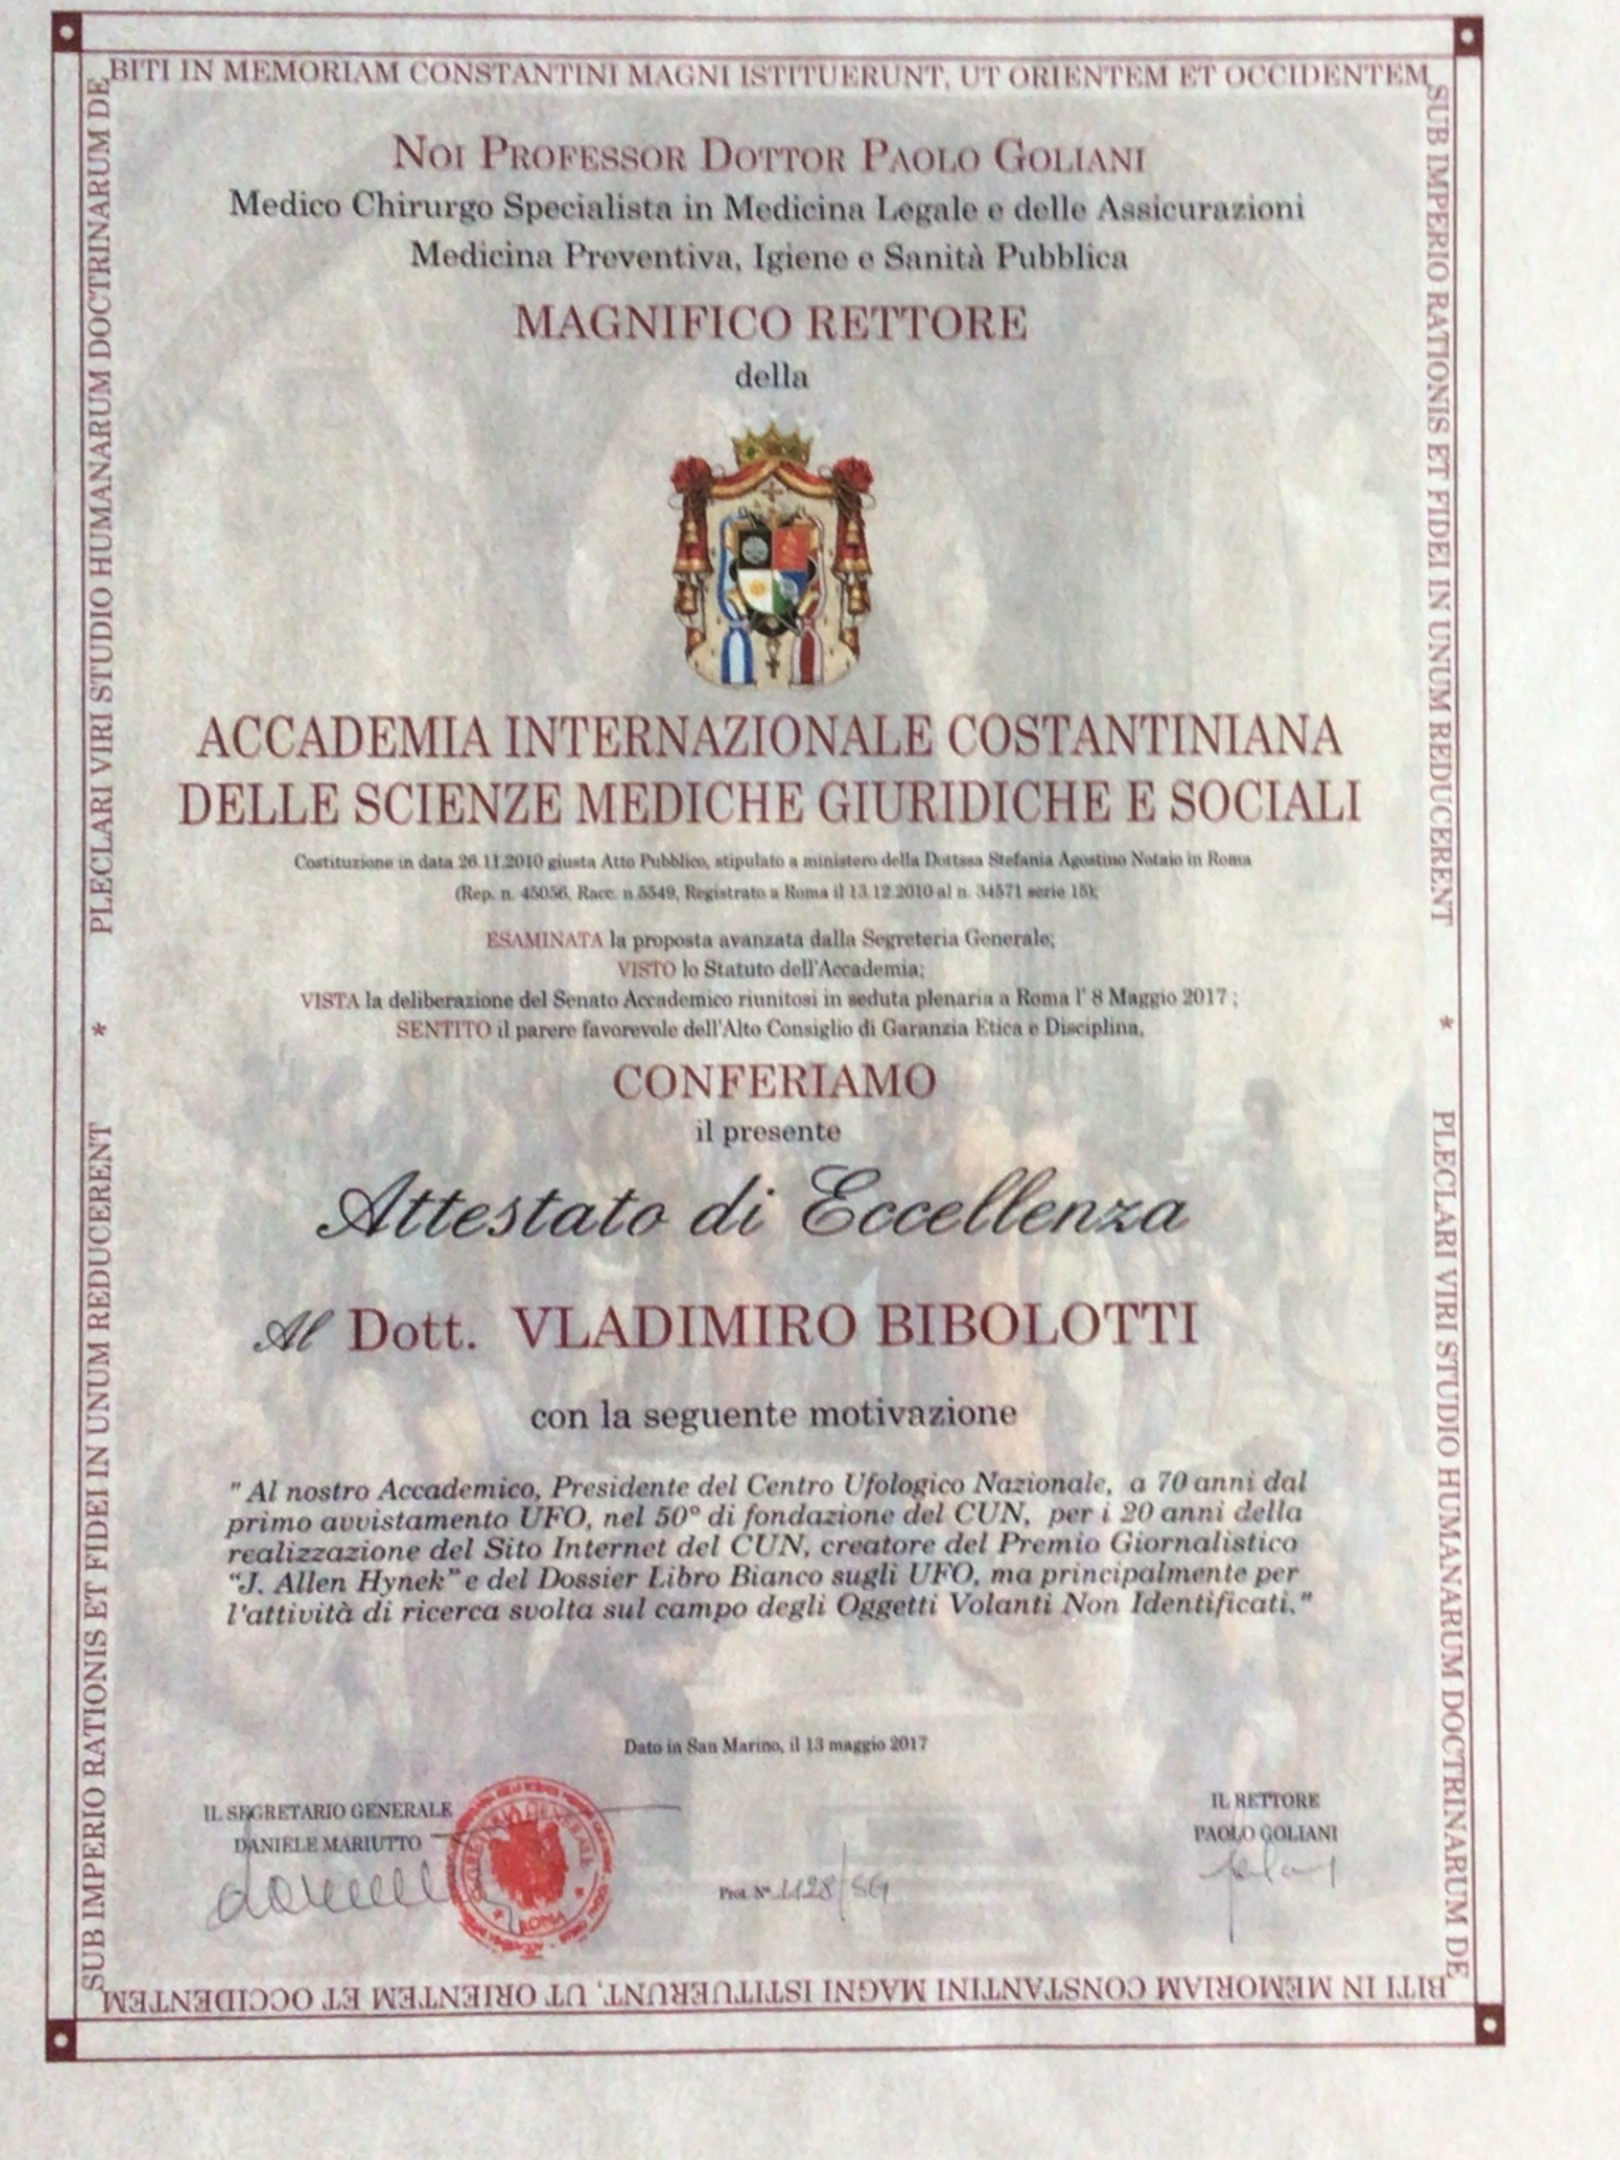 BITI IN MEMORIAM CONSTANTINI MAGNI ISTITUERUNT, UT ORIENTEM ET OCCIDENTEM
SUB IMPERIO RATIONIS ET FIDEI IN UNUM REDUCERENT * PLECLARI VIRI STUDIO HUMANARUM DOCTRINARUM DE
BITI IN MEMORIAM CONSTANTINI MAGNI ISTITUERUNT, UT ORIENTEM ET OCCIDENTEM
SUB IMPERIO RATIONIS ET FIDEI IN UNUM REDUCERENT * PLECLARI VIRI STUDIO HUMANARUM DOCTRINARUM DE
NOI PROFESSOR DOTTOR PAOLO GOLIANI
Medico Chirurgo Specialista in Medicina Legale e delle Assicurazioni
Medicina Preventiva, Igiene e Sanità Pubblica
MAGNIFICO RETTORE
della
ACCADEMIA INTERNAZIONALE COSTANTINIANA
DELLE SCIENZE MEDICHE GIURIDICHE E SOCIALI
Costituzione in data 26.11.2010 giusta Atto Pubblico, stipulato a ministero della Dottssa Stefania Agostino Notaio in Roma
(Rep. n. 45056, Racc. n.5549, Registrato a Roma il 13.12.2010 al n. 34571 serie 15);
ESAMINATA la proposta avanzata dalla Segreteria Generale;
VISTO lo Statuto dell'Accademia;
VISTA la deliberazione del Senato Accademico riunitosi in seduta plenaria a Roma l' 8 Maggio 2017 ;
SENTITO il parere favorevole dell'Alto Consiglio di Garanzia Etica e Disciplina,
CONFERIAMO
il presente
Attestato di Eccellenza
Al Dott. VLADIMIRO BIBOLOTTI
con la seguente motivazione
" Al nostro Accademico, Presidente del Centro Ufologico Nazionale, a 70 anni dal
primo avvistamento UFO, nel 50° di fondazione del CUN, per i 20 anni della
realizzazione del Sito Internet del CUN, creatore del Premio Giornalistico
"J. Allen Hynek" e del Dossier Libro Bianco sugli UFO, ma principalmente per
l'attività di ricerca svolta sul campo degli Oggetti Volanti Non Identificati."
Dato in San Marino, il 13 maggio 2017
IL SEGRETARIO GENERALE
DANIELE MARIUTTO
SEGRETERIA GENERALE
ROMA
Prot. N° 1128/SG
IL RETTORE
PAOLO GOLIANI